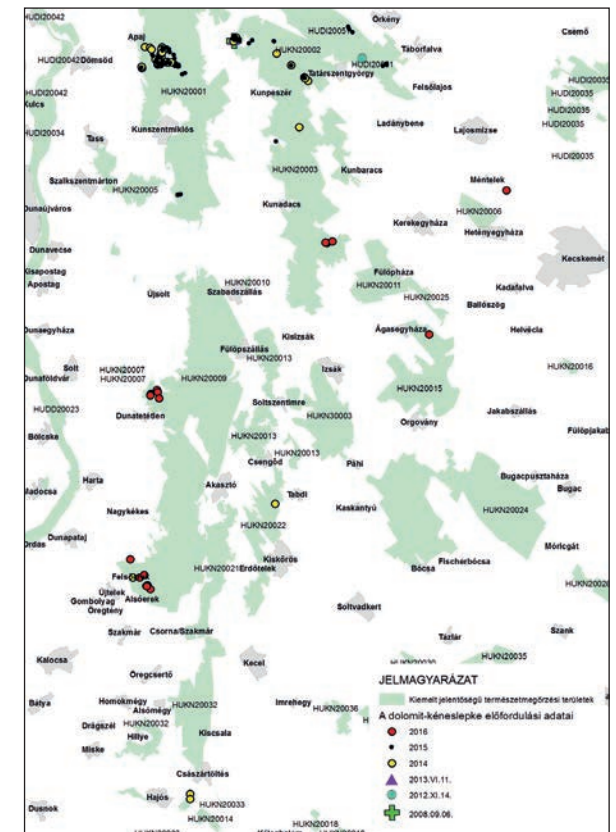 HUDI20042
Apaj
HUDI20051
Örkény
Csemő
HUKN20002
Táborfalva
HUDI20042
Dömsöd
Tatárszentgyörgy
Felsőlajos
HUDI20035
HUDI20042
HUKN20001
Kunpeszér
HUDI20035
Kulcs
HUDI20035
Ladánybene
Lajosmizse
HUDI20035
HUDI20034
Kunszentmiklós
Tass
HUDI20035
HUKN20003
Kunbaracs
Szalkszentmárton
Méntelek
HUKN20005
Dunaújváros
Kunadacs
HUKN20006
Kerekegyháza
Hetényegyháza
Dunavecse
Kecskemét
Kisapostag
Fülöpháza
Apostag
HUKN20010
HUKN20011
Kadafalva
Újsolt
Szabadszállás
HUKN20025
Ballószög
Dunaegyháza
Ágasegyháza
Helvécia
Kisizsák
Fülöpszállás
HUKN20013
Solt
HUKN20007
Izsák
HUKN20016
Dunaföldvár
HUKN20007
HUKN20009
HUKN20015
Soltszentimre
HUDD20023
Dunatetétlen
HUKN30003
Jakabszállás
Orgovány
Fülöpjakab
Bölcske
HUKN20013
HUKN20013
Csengőd
Páhi
Harta
Bugacpusztaháza
Akasztó
Bugac
Madocsa
Tabdi
Kaskantyú
HUKN20024
Nagykékes
HUKN20022
Ordas
Dunapataj
Móricgát
Kiskőrös
Fischerbócsa
HUKN20021
Erdőtelek
Bócsa
Újtelek
Gombolyag
Alsóerek
Öregtény
Soltvadkert
Szakmár
Csorna/Szakmár
Szank
Tázlár
Kalocsa
Kecel
HUKN20035
Öregcsertő
JELMAGYARÁZAT
Bátya
Homokmégy
HUKN20032
Imrehegy
Kiemelt jelentőségű természetmegőrzési területek
Alsómégy
HUKN20036
A dolomit-kéneslepke előfordulási adatai
Drágszél
HUKN20032
Hillye
Kiscsala
2016
Miske
2015
2014
Császártöltés
2013.VI.11.
Hajós
2012.XI.14.
Dusnok
HUKN20033
2008.09.06.
HUKN20014
HUKN20018